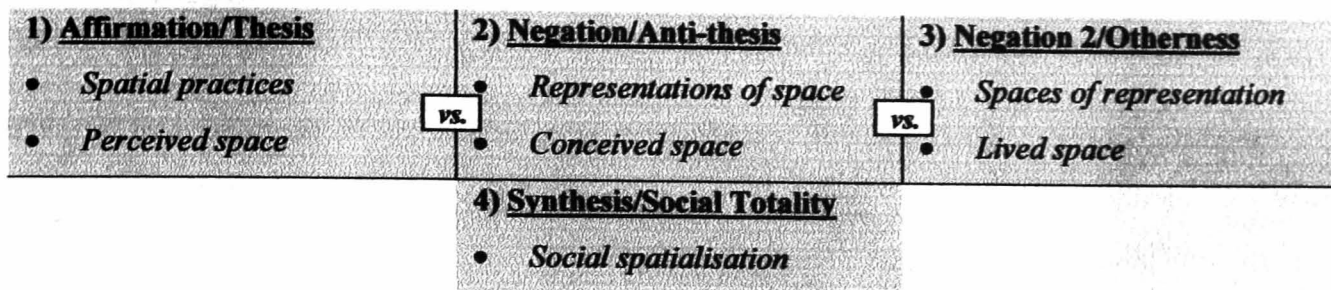 1) Affirmation/Thesis
• Spatial practices
• Perceived space
vs.
2) Negation/Anti-thesis
• Representations of space
• Conceived space
vs.
3) Negation 2/Otherness
• Spaces of representation
• Lived space
4) Synthesis/Social Totality
• Social spatialisation